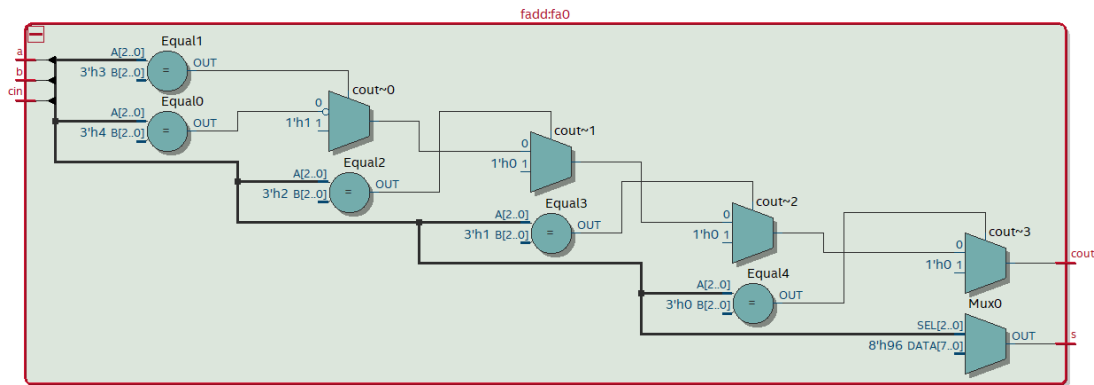 fadd:fa0
a
b
cin
Equal1
A[2..0]
3'h3 B[2..0]
=
OUT
Equal0
A[2..0]
3'h4 B[2..0]
=
OUT
cout~0
0
1'h1 1
Equal2
A[2..0]
3'h2 B[2..0]
=
OUT
cout~1
0
1'h0 1
Equal3
A[2..0]
3'h1 B[2..0]
=
OUT
cout~2
0
1'h0 1
Equal4
A[2..0]
3'h0 B[2..0]
=
OUT
cout~3
0
1'h0 1
cout
Mux0
SEL[2..0]
8'h96 DATA[7..0]
OUT
s